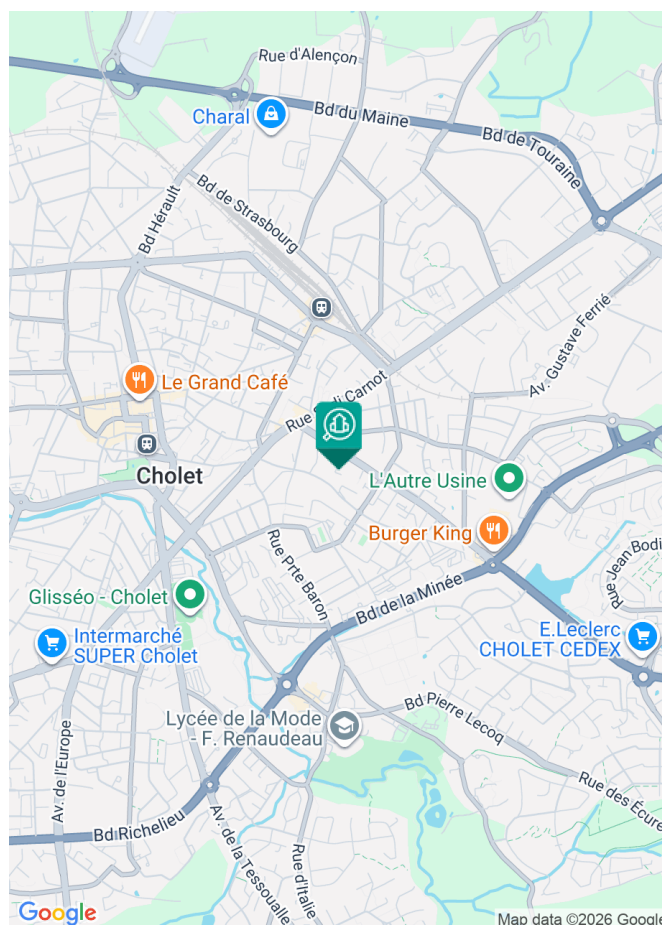 Rue d'Alençon
Charal
Bd du Maine
Bd de Touraine
Bd de Strasbourg
Bd Hérault
Av. Gustave Ferrié
Le Grand Café
Rue
di Carnot
Cholet
L'Autre Usine
Burger King
Rue Prte Baron
Rue Jean Bodi
Bd de la Minée
Glisséo - Cholet
Intermarché
SUPER Cholet
E.Leclerc
CHOLET CEDEX
Lycée de la Mode
- F. Renaudeau
Bd Pierre Lecoq
Av. de l'Europe
Rue des Écure
Bd Richelieu
Av. de la Tessoualle
Rue d'Italie
Google
Map data ©2026 Google